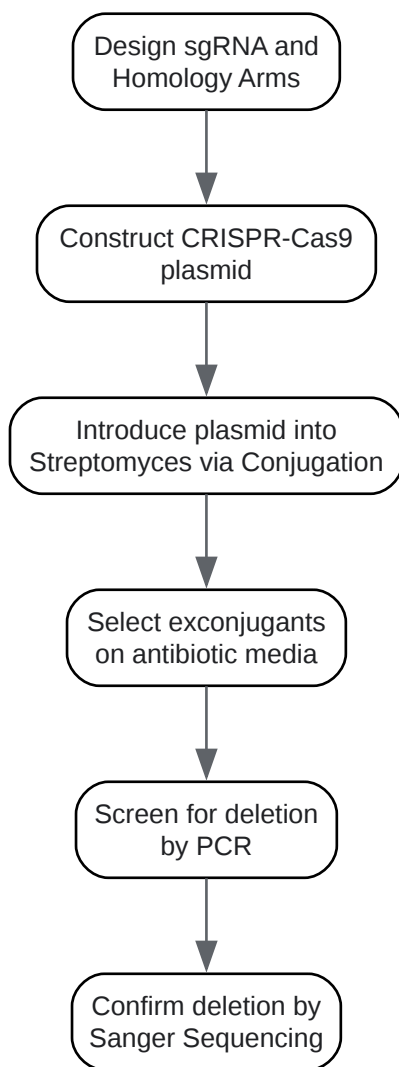 Design sgRNA and
Homology Arms
Construct CRISPR-Cas9
plasmid
Introduce plasmid into
Streptomyces via Conjugation
Select exconjugants
on antibiotic media
Screen for deletion
by PCR
Confirm deletion by
Sanger Sequencing